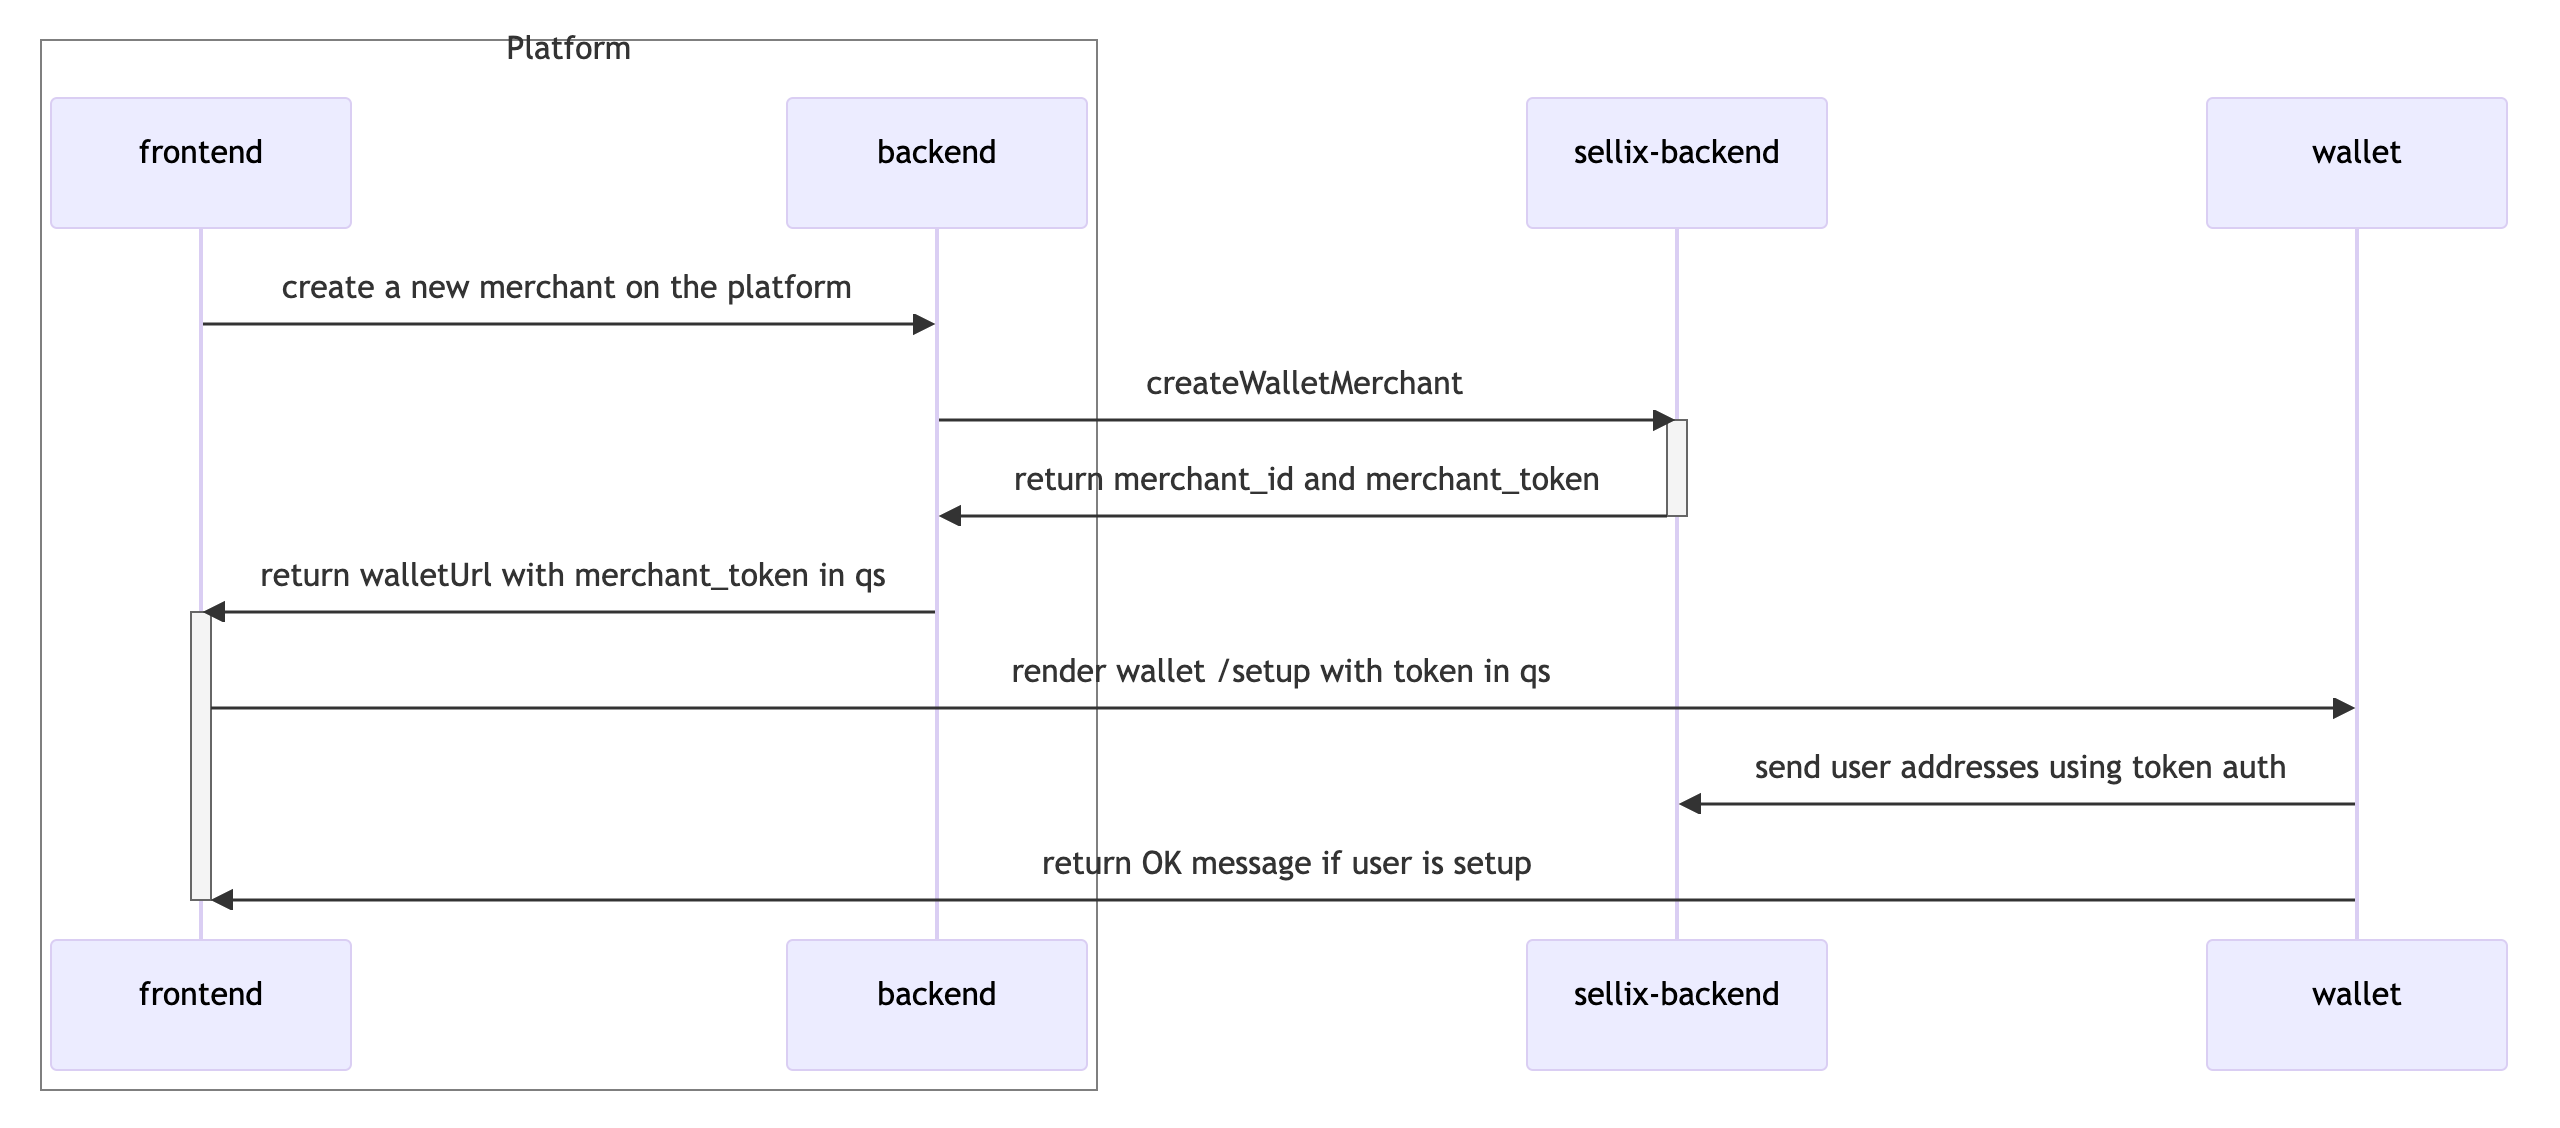 Platform
frontend
backend
sellix-backend
wallet
create a new merchant on the platform
createWalletMerchant
return merchant_id and merchant_token
return walletUrl with merchant_token in qs
render wallet /setup with token in qs
send user addresses using token auth
return OK message if user is setup
frontend
backend
sellix-backend
wallet